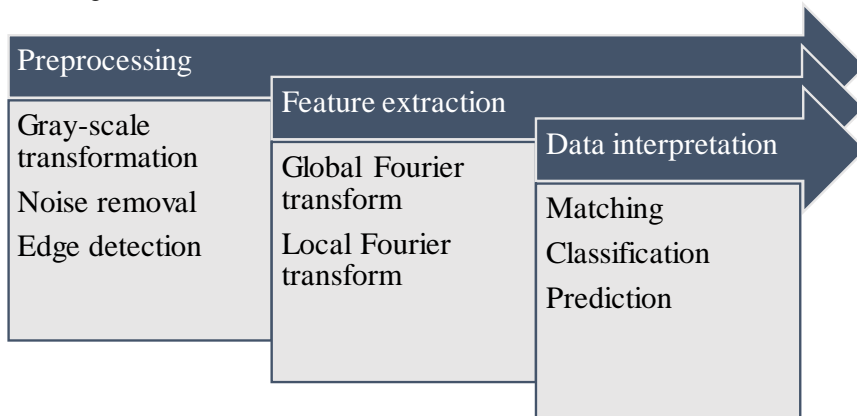 Preprocessing
Gray-scale
transformation
Noise removal
Edge detection
Feature extraction
Global Fourier
transform
Local Fourier
transform
Data interpretation
Matching
Classification
Prediction